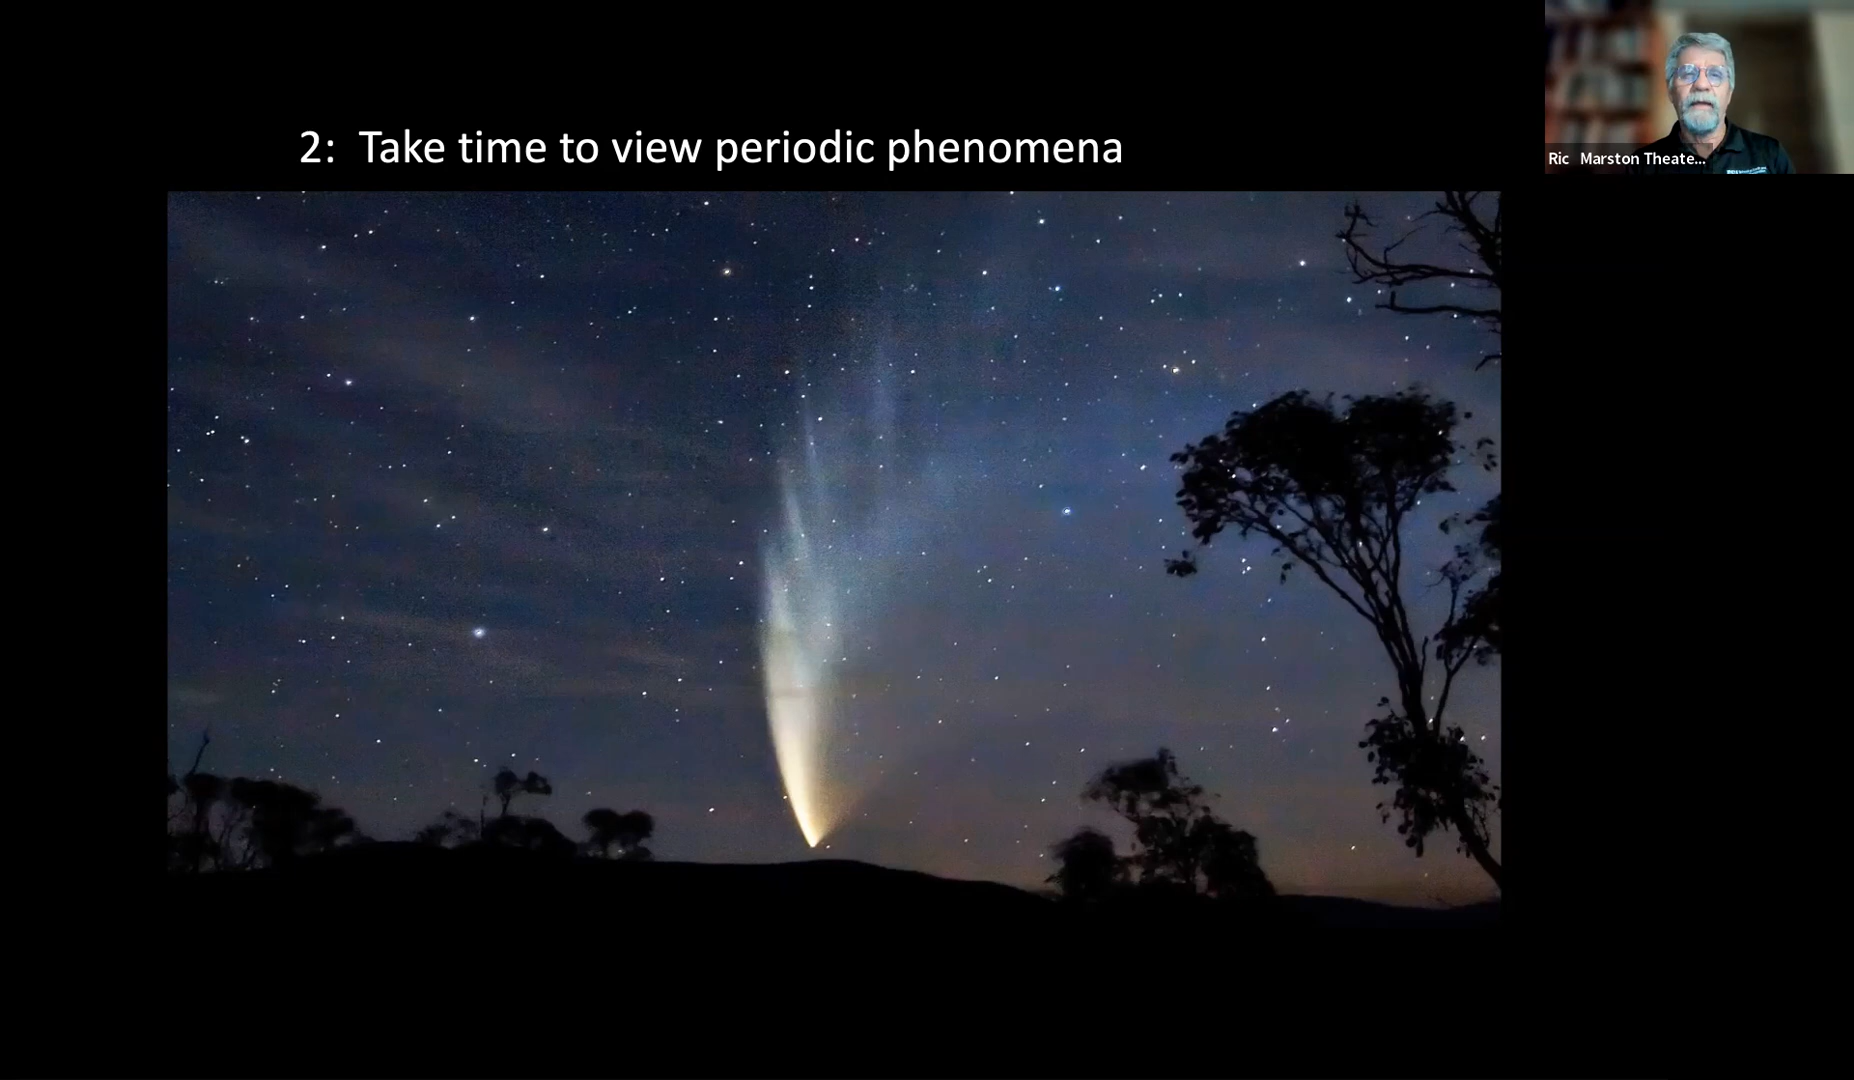 2:  Take time to view periodic phenomena
Ric   Marston Theate...